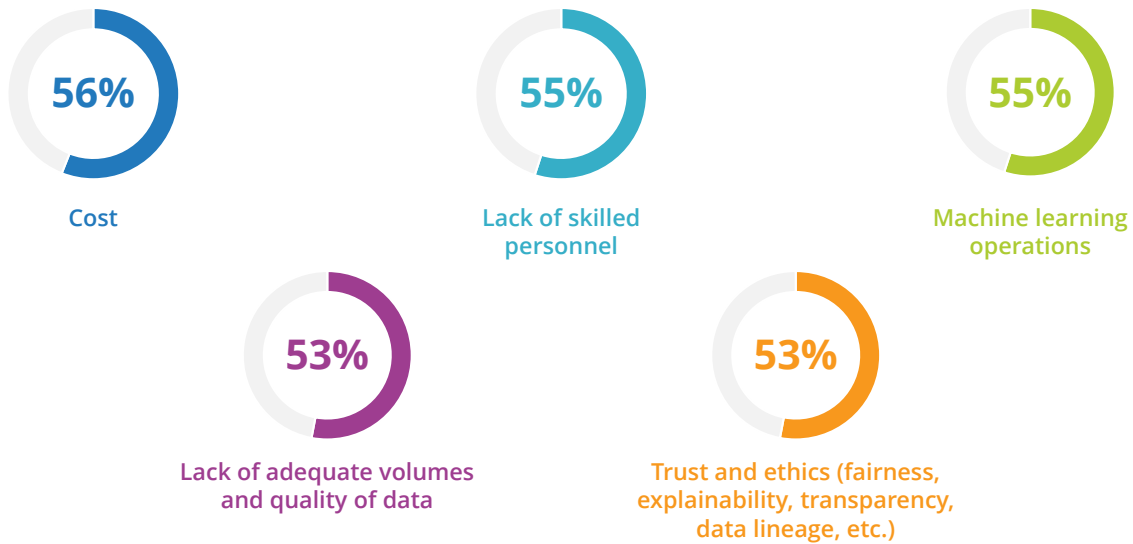 56%
55%
55%
Cost
Lack of skilled
personnel
Machine learning
operations
53%
53%
Lack of adequate volumes
and quality of data
Trust and ethics (fairness,
explainability, transparency,
data lineage, etc.)